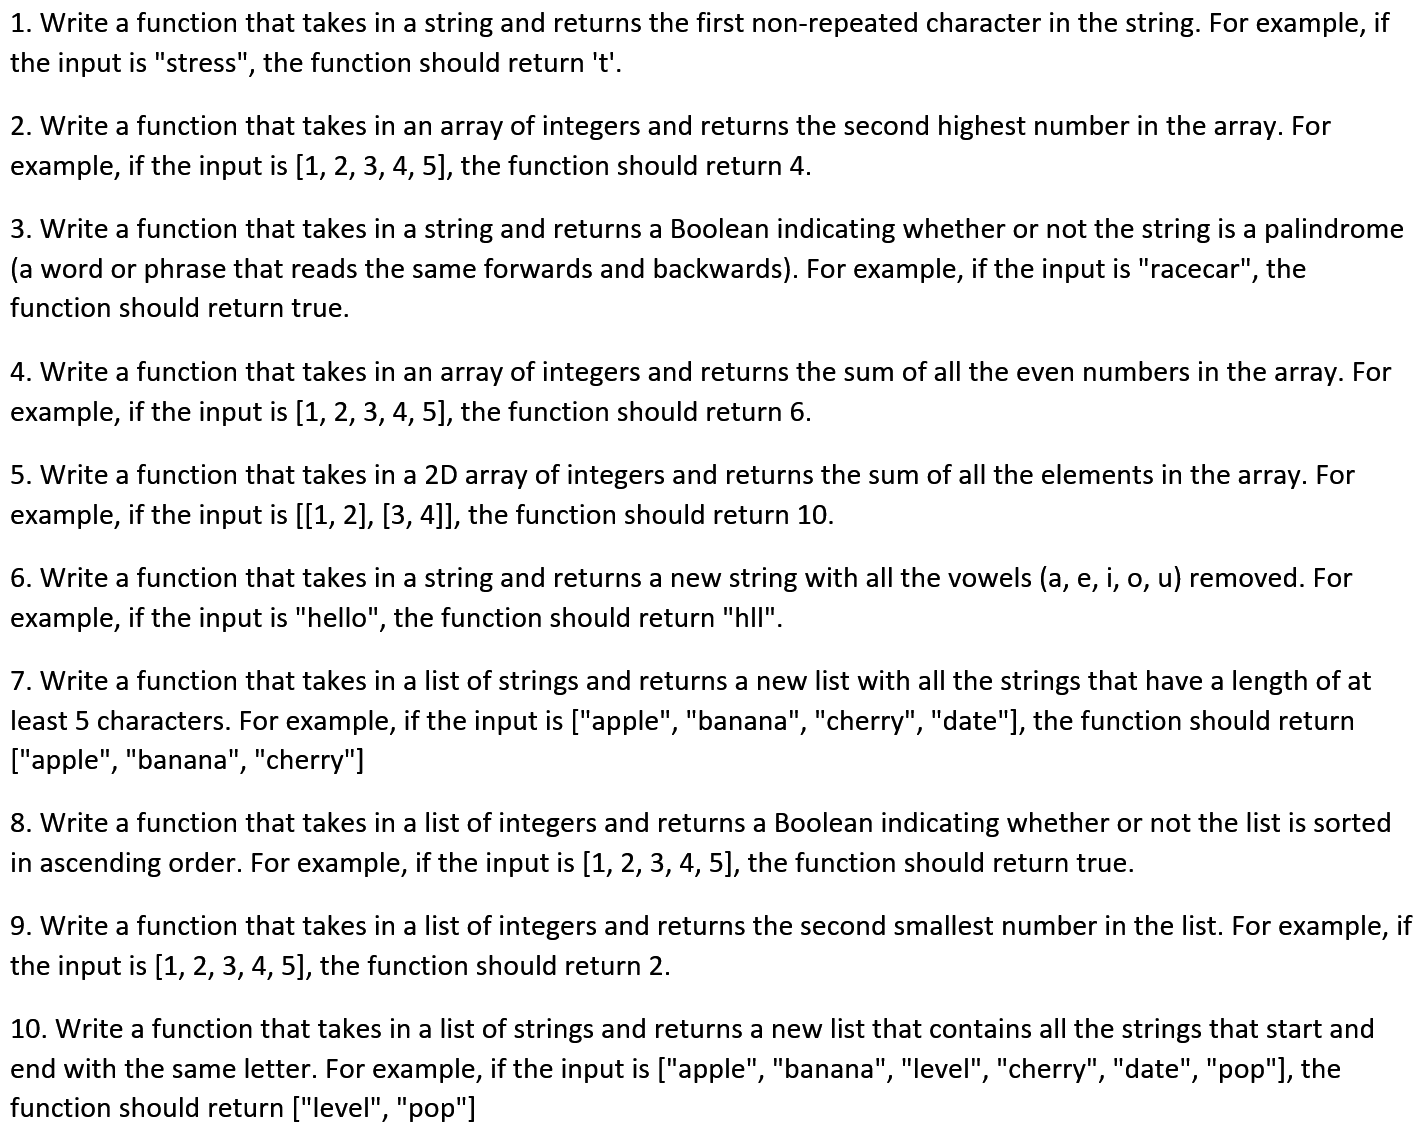 1. Write a function that takes in a string and returns the first non-repeated character in the string. For example, if
the input is "stress", the function should return 't'.
2. Write a function that takes in an array of integers and returns the second highest number in the array. For
example, if the input is [1, 2, 3, 4, 5], the function should return 4.
3. Write a function that takes in a string and returns a Boolean indicating whether or not the string is a palindrome
(a word or phrase that reads the same forwards and backwards). For example, if the input is "racecar", the
function should return true.
4. Write a function that takes in an array of integers and returns the sum of all the even numbers in the array. For
example, if the input is [1, 2, 3, 4, 5], the function should return 6.
5. Write a function that takes in a 2D array of integers and returns the sum of all the elements in the array. For
example, if the input is [[1, 2], [3, 4]], the function should return 10.
6. Write a function that takes in a string and returns a new string with all the vowels (a, e, i, o, u) removed. For
example, if the input is "hello", the function should return "hll".
7. Write a function that takes in a list of strings and returns a new list with all the strings that have a length of at
least 5 characters. For example, if the input is ["apple", "banana", "cherry", "date"], the function should return
["apple", "banana", "cherry"]
8. Write a function that takes in a list of integers and returns a Boolean indicating whether or not the list is sorted
in ascending order. For example, if the input is [1, 2, 3, 4, 5], the function should return true.
9. Write a function that takes in a list of integers and returns the second smallest number in the list. For example, if
the input is [1, 2, 3, 4, 5], the function should return 2.
10. Write a function that takes in a list of strings and returns a new list that contains all the strings that start and
end with the same letter. For example, if the input is ["apple", "banana", "level", "cherry", "date", "pop"], the
function should return ["level", "pop"]